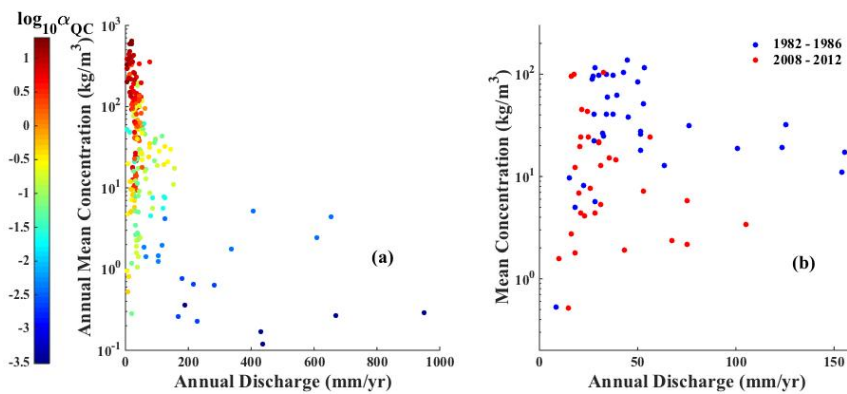 log₁₀αQC
1
0.5
0
-0.5
-1
-1.5
-2
-2.5
-3
-3.5
Annual Mean Concentration (kg/m³)
10³
10²
10¹
10⁰
10⁻¹
0 200 400 600 800 1000
Annual Discharge (mm/yr)
(a)
Mean Concentration (kg/m³)
10²
10¹
10⁰
0 50 100 150
Annual Discharge (mm/yr)
1982 - 1986
2008 - 2012
(b)